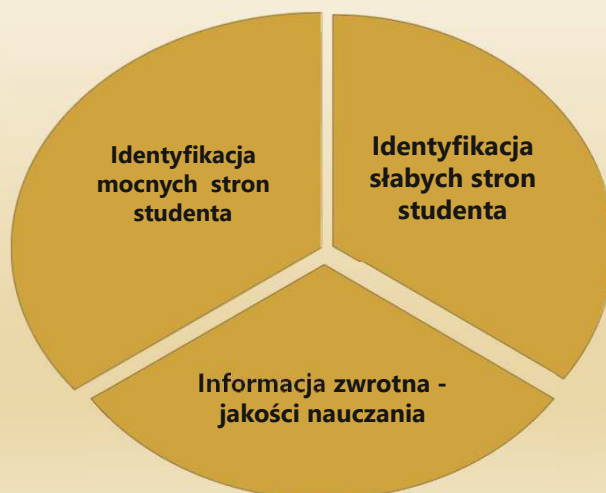 Identyfikacja
mocnych stron
studenta
Identyfikacja
słabych stron
studenta
Informacja zwrotna -
jakości nauczania